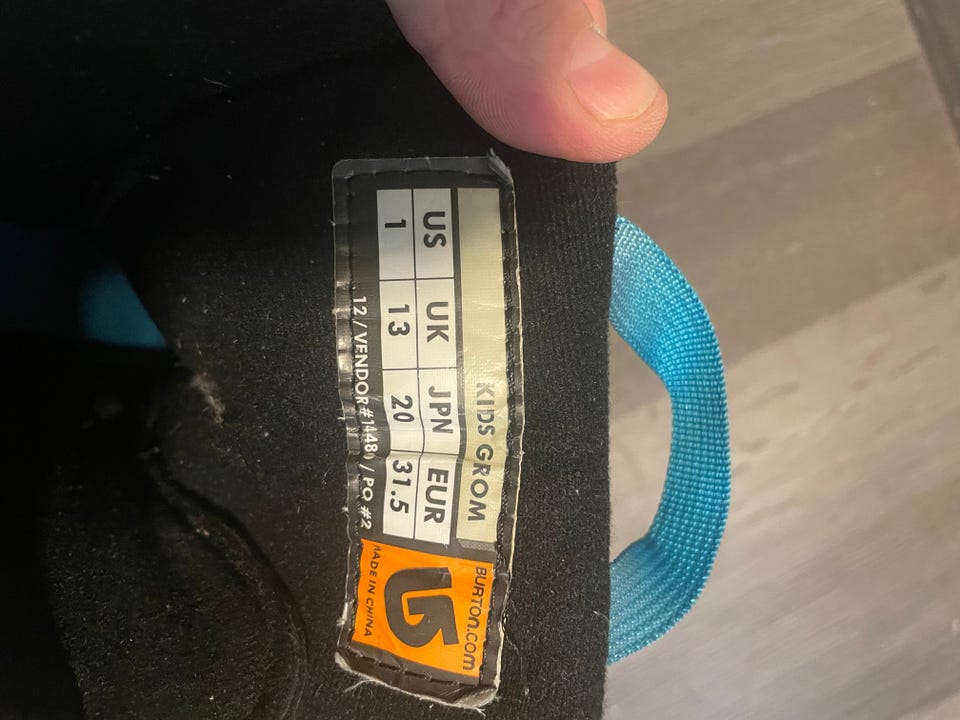 KIDS GROM
US UK JPN EUR
1 13 20 31.5
12/VENDOR #14480 / PO #2
BURTON.COM
MADE IN CHINA